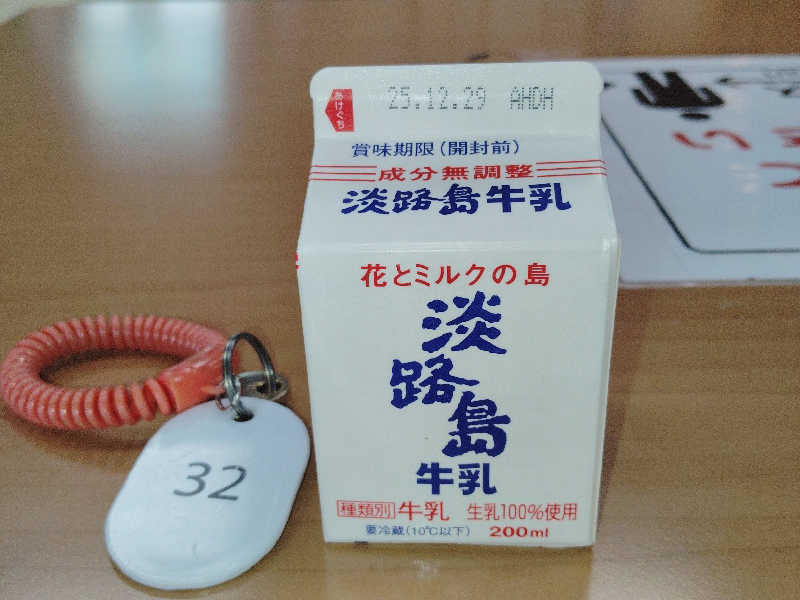 あけぐち
25.12.29 AHDH
賞味期限(開封前)
成分無調整
淡路島牛乳
花とミルクの島
淡路島
牛乳
種類別 牛乳 生乳100%使用
要冷蔵(10℃以下) 200ml
32